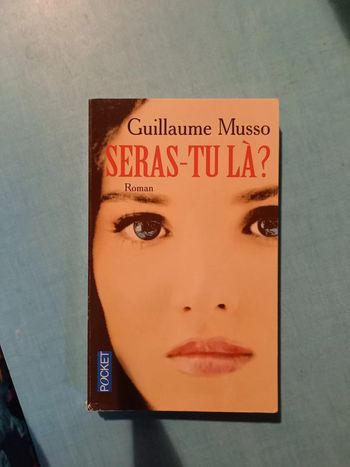 Guillaume Musso
SERAS-TU LÀ?
Roman
POCKET